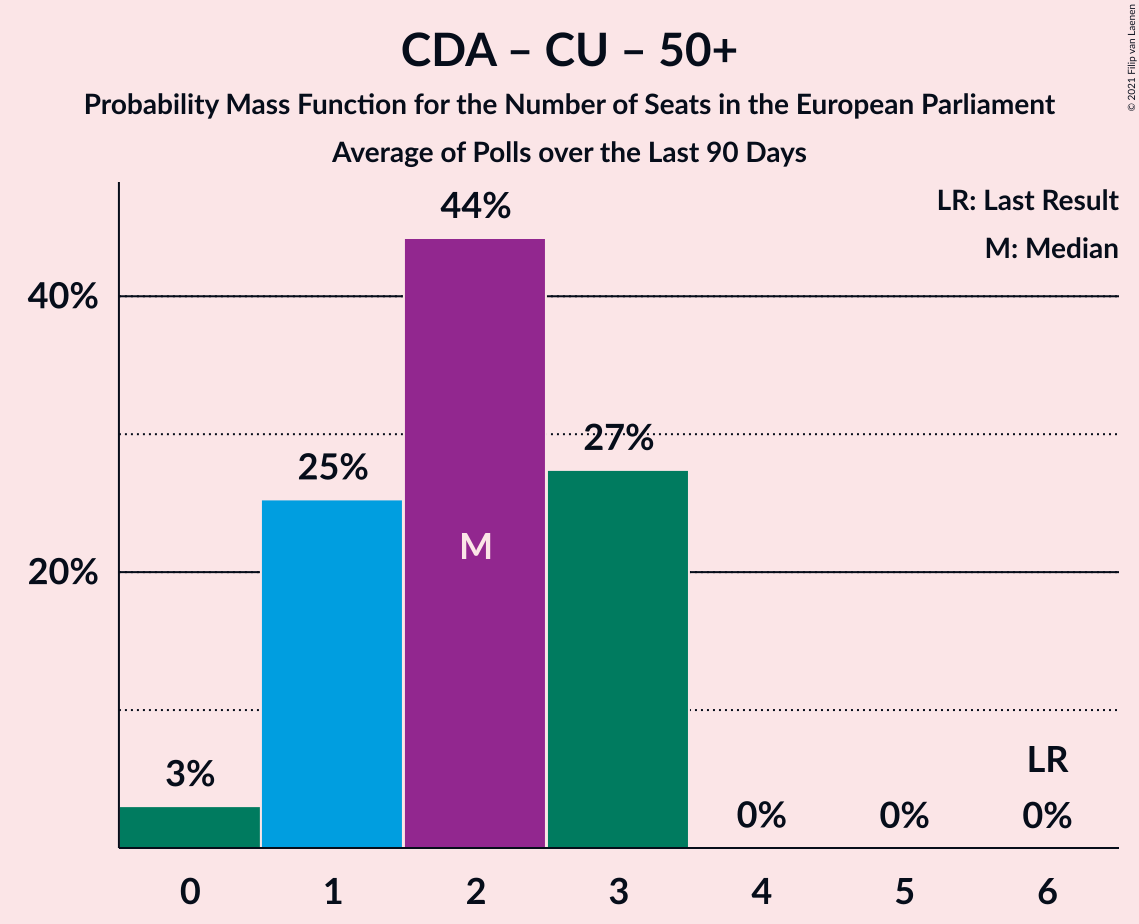 CDA – CU – 50+
Probability Mass Function for the Number of Seats in the European Parliament
Average of Polls over the Last 90 Days
© 2021 Filip van Laenen
LR: Last Result
M: Median
44%
40%
27%
25%
M
20%
LR
3%
0%
0%
0%
0
1
2
3
4
5
6